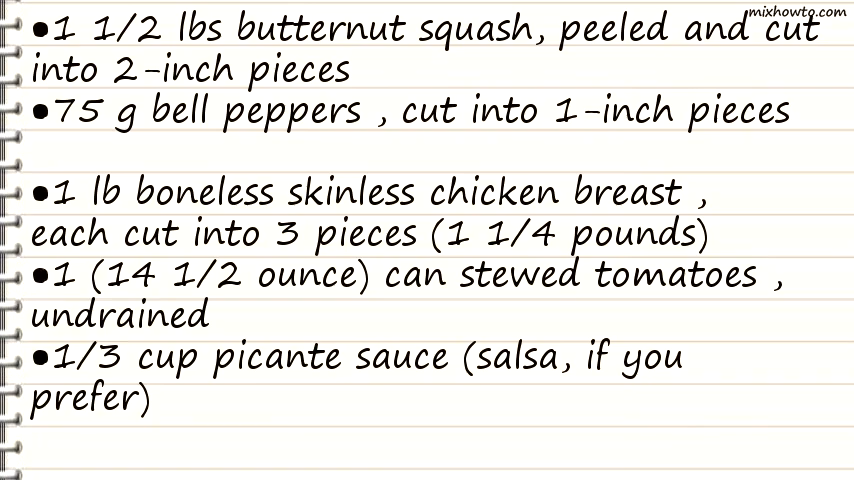 mixhowto.com
•1 1/2 lbs butternut squash, peeled and cut
into 2-inch pieces
•75 g bell peppers , cut into 1-inch pieces
•1 lb boneless skinless chicken breast ,
each cut into 3 pieces (1 1/4 pounds)
•1 (14 1/2 ounce) can stewed tomatoes ,
undrained
•1/3 cup picante sauce (salsa, if you
prefer)